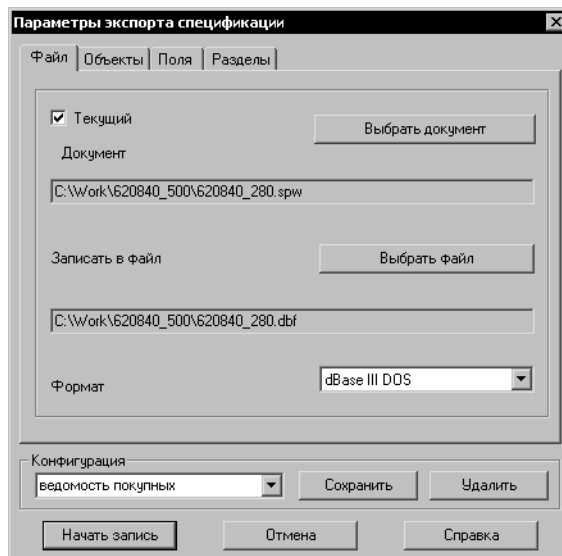 Параметры экспорта спецификации
Файл Объекты Поля Разделы
Текущий Выбрать документ
Документ
C:\Work\620840_500\620840_280.spw
Записать в файл Выбрать файл
C:\Work\620840_500\620840_280.dbf
Формат dBase III DOS
Конфигурация
ведомость покупных Сохранить Удалить
Начать запись Отмена Справка